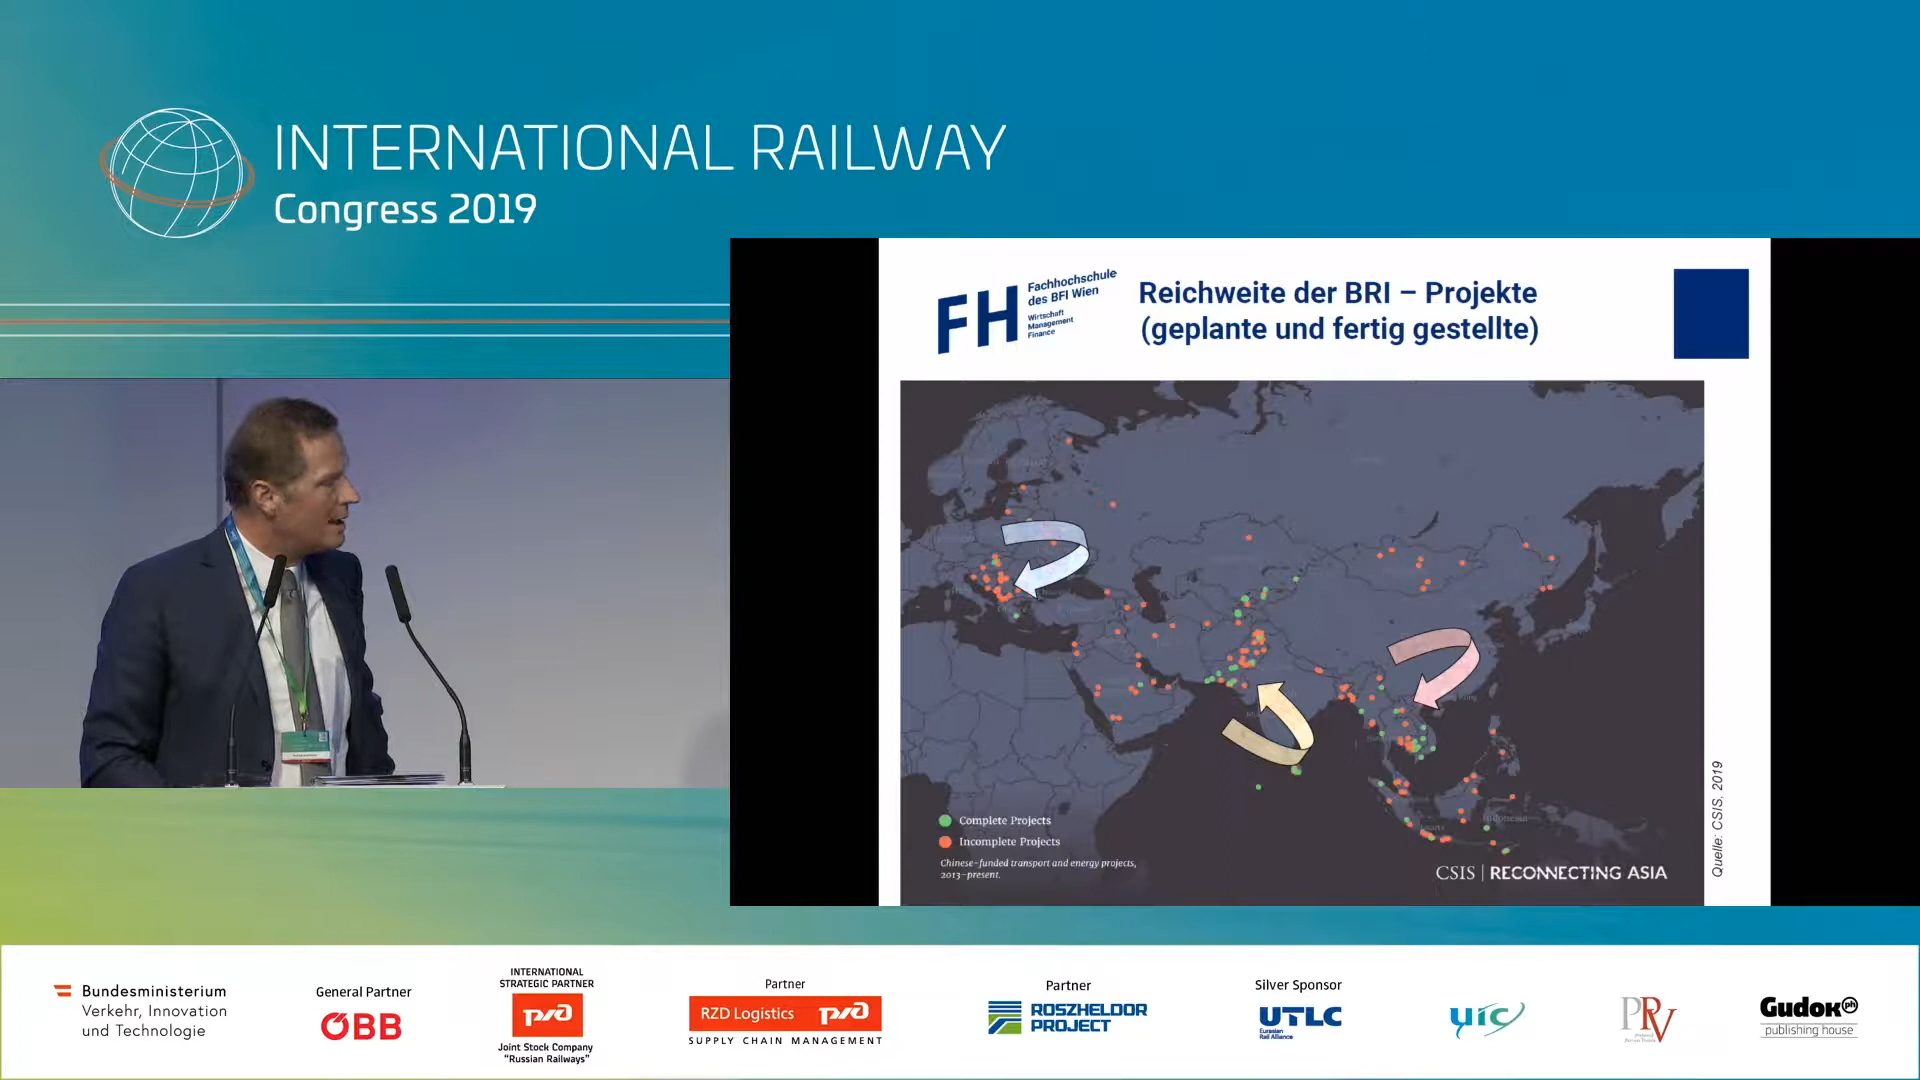 INTERNATIONAL RAILWAY
Congress 2019
FH
Fachhochschule
des BFI Wien
Wirtschaft
Management
Finance
Reichweite der BRI – Projekte
(geplante und fertig gestellte)
Complete Projects
Incomplete Projects
Chinese-funded transport and energy projects,
2013-present.
CSIS | RECONNECTING ASIA
Quelle: CSIS, 2019
Bundesministerium
Verkehr, Innovation
und Technologie
General Partner
ÖBB
INTERNATIONAL
STRATEGIC PARTNER
РЖД
Joint Stock Company
"Russian Railways"
Partner
RZD Logistics РЖД
SUPPLY CHAIN MANAGEMENT
Partner
ROSZHELDOR
PROJECT
Silver Sponsor
UTLC
Eurasian
Rail Alliance
uic
PRV
Gudok ph
publishing house